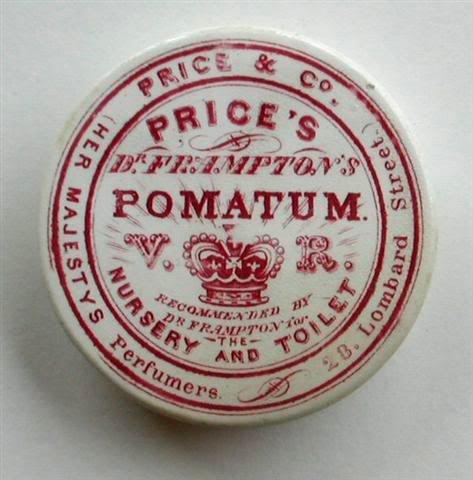 PRICE & Co.
(HER MAJESTYS Perfumers.
28. Lombard Street.)
PRICE'S
Dr. FRAMPTON'S
POMATUM.
V. R.
RECOMMENDED BY
Dr FRAMPTON for
THE
NURSERY AND TOILET